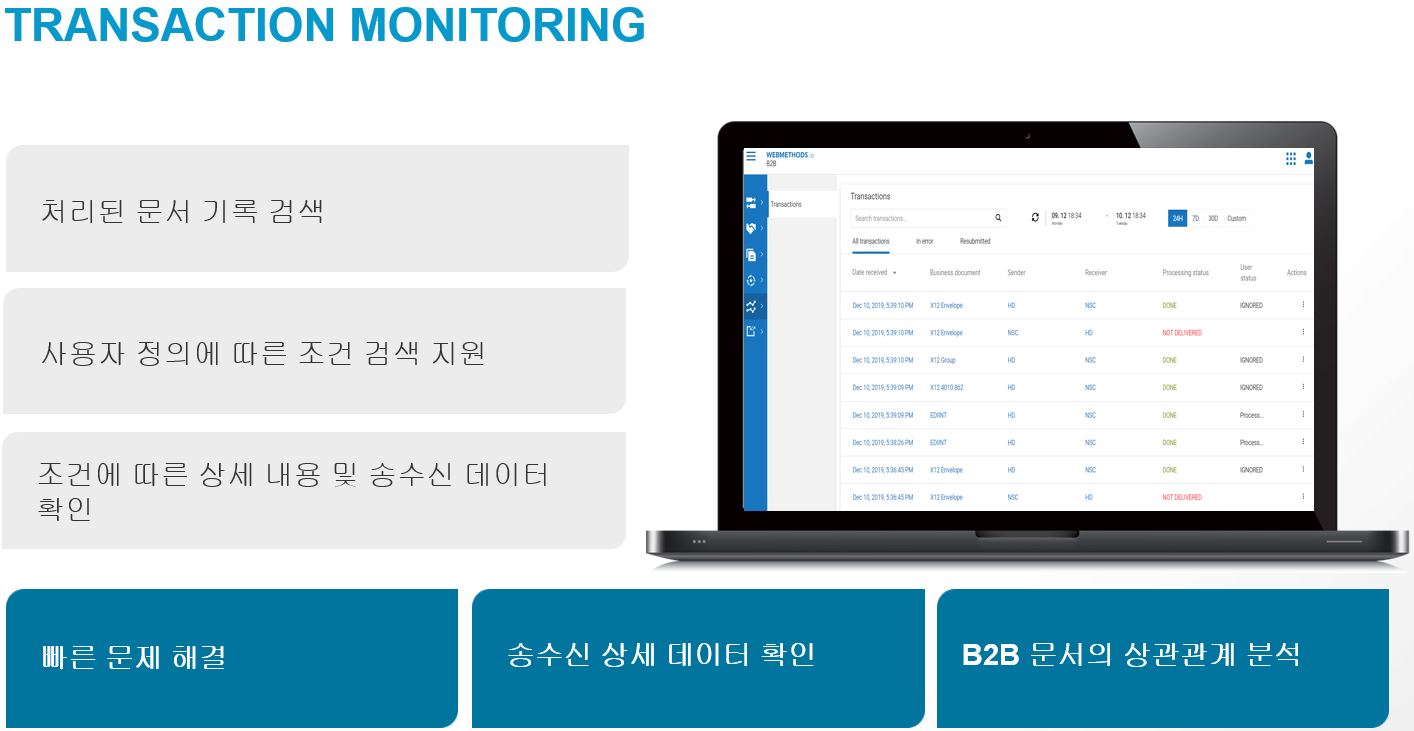 TRANSACTION MONITORING
처리된 문서 기록 검색
사용자 정의에 따른 조건 검색 지원
조건에 따른 상세 내용 및 송수신 데이터
확인
WEBMETHODS.io
B2B
Transactions
Transactions
Search transactions...
09. 12 18:34
Monday
-
10. 12 18:34
Tuesday
24H 7D 30D Custom
All transactions In error Resubmitted
Date received Business document Sender Receiver Processing status User status Actions
Dec 10, 2019, 5:39:10 PM X12 Envelope HD NSC DONE IGNORED
Dec 10, 2019, 5:39:10 PM X12 Envelope NSC HD NOT DELIVERED
Dec 10, 2019, 5:39:10 PM X12 Group HD NSC DONE IGNORED
Dec 10, 2019, 5:39:09 PM X12 4010 862 HD NSC DONE IGNORED
Dec 10, 2019, 5:39:09 PM EDIINT HD NSC DONE Process...
Dec 10, 2019, 5:38:26 PM EDIINT HD NSC DONE Process...
Dec 10, 2019, 5:36:45 PM X12 Envelope HD NSC DONE IGNORED
Dec 10, 2019, 5:36:45 PM X12 Envelope NSC HD NOT DELIVERED
빠른 문제 해결
송수신 상세 데이터 확인
B2B 문서의 상관관계 분석